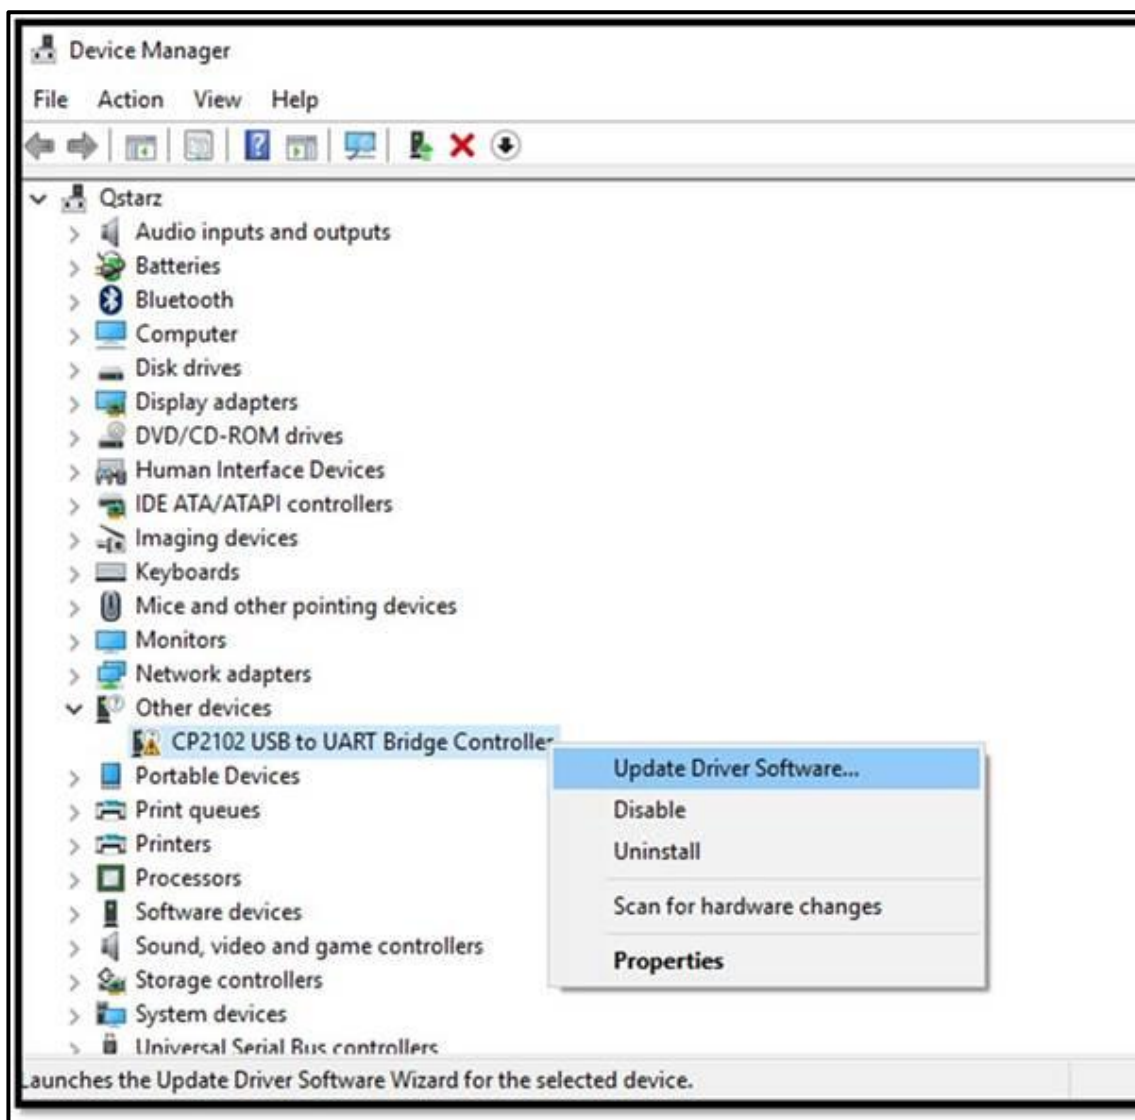 Device Manager
File Action View Help
Qstarz
Audio inputs and outputs
Batteries
Bluetooth
Computer
Disk drives
Display adapters
DVD/CD-ROM drives
Human Interface Devices
IDE ATA/ATAPI controllers
Imaging devices
Keyboards
Mice and other pointing devices
Monitors
Network adapters
Other devices
CP2102 USB to UART Bridge Controller
Update Driver Software...
Disable
Uninstall
Scan for hardware changes
Properties
Portable Devices
Print queues
Printers
Processors
Software devices
Sound, video and game controllers
Storage controllers
System devices
Universal Serial Bus controllers
Launches the Update Driver Software Wizard for the selected device.